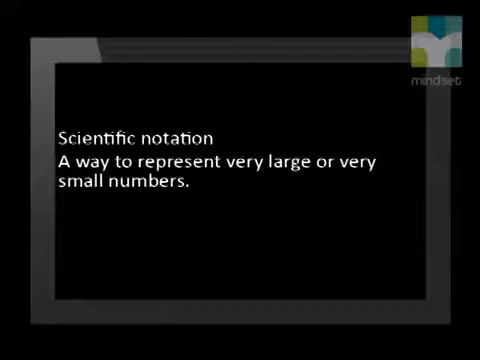 mindset
Scientific notation
A way to represent very large or very
small numbers.